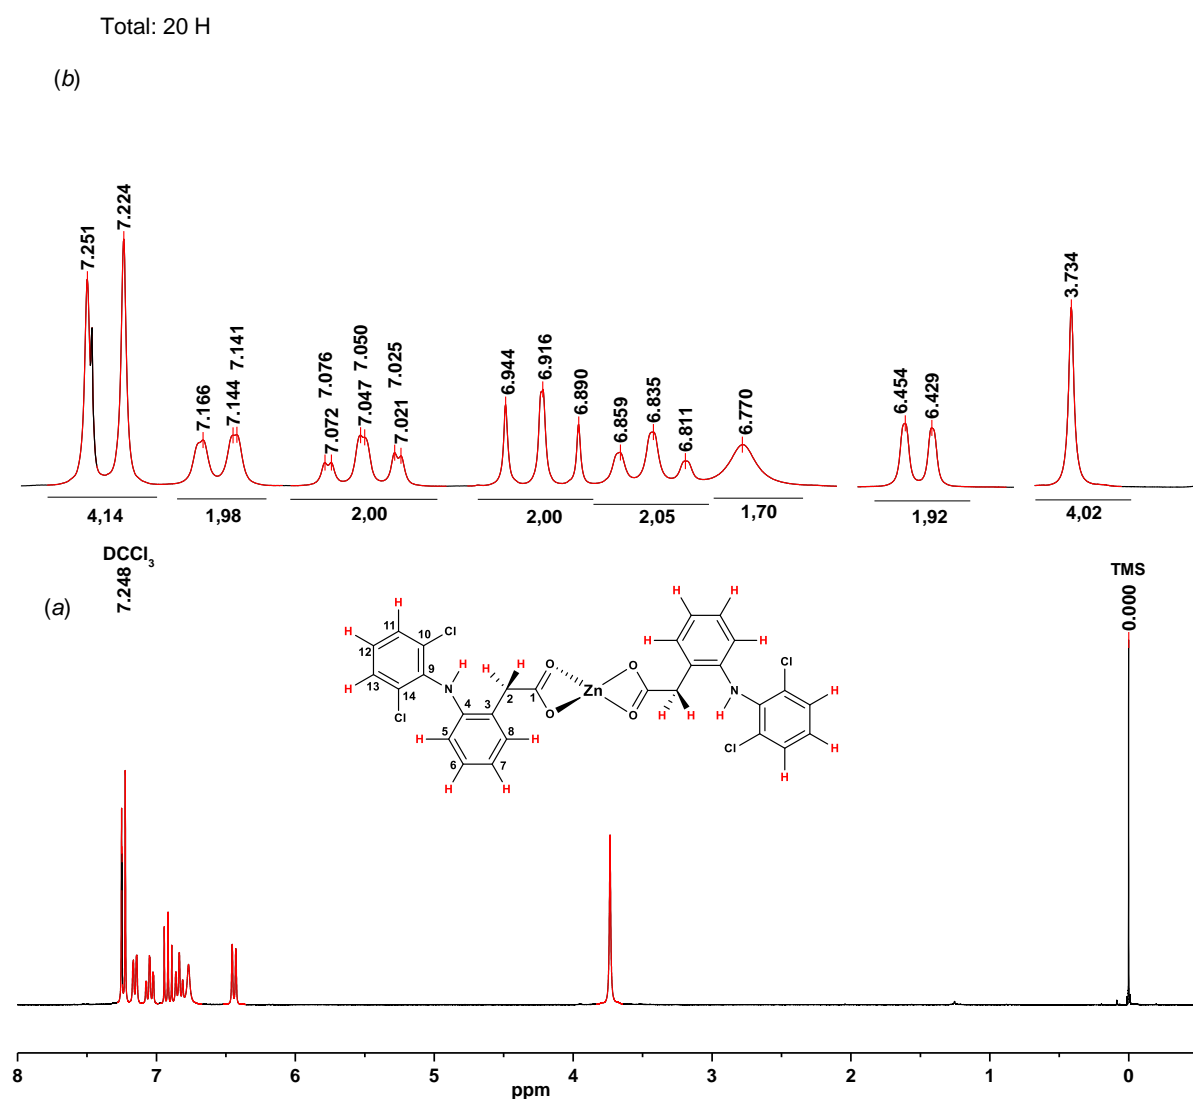 Total: 20 H
(b)
7.251
7.224
7.166
7.144 7.141
7.076
7.072
7.050
7.047
7.025
7.021
6.944
6.916
6.890
6.859
6.835
6.811
6.770
6.454
6.429
3.734
4,14
1,98
2,00
2,00
2,05
1,70
1,92
4,02
DCCl3
7.248
(a)
TMS
0.000
H H H
11
H 12 10 Cl
H 13 14 9 H H H
Cl N 2 1 O O
4 3 O Zn O
H 5 8 H
6 7
H H
H H
H H
N Cl
H H H H
Cl H
H
8 7 6 5 4 3 2 1 0
ppm